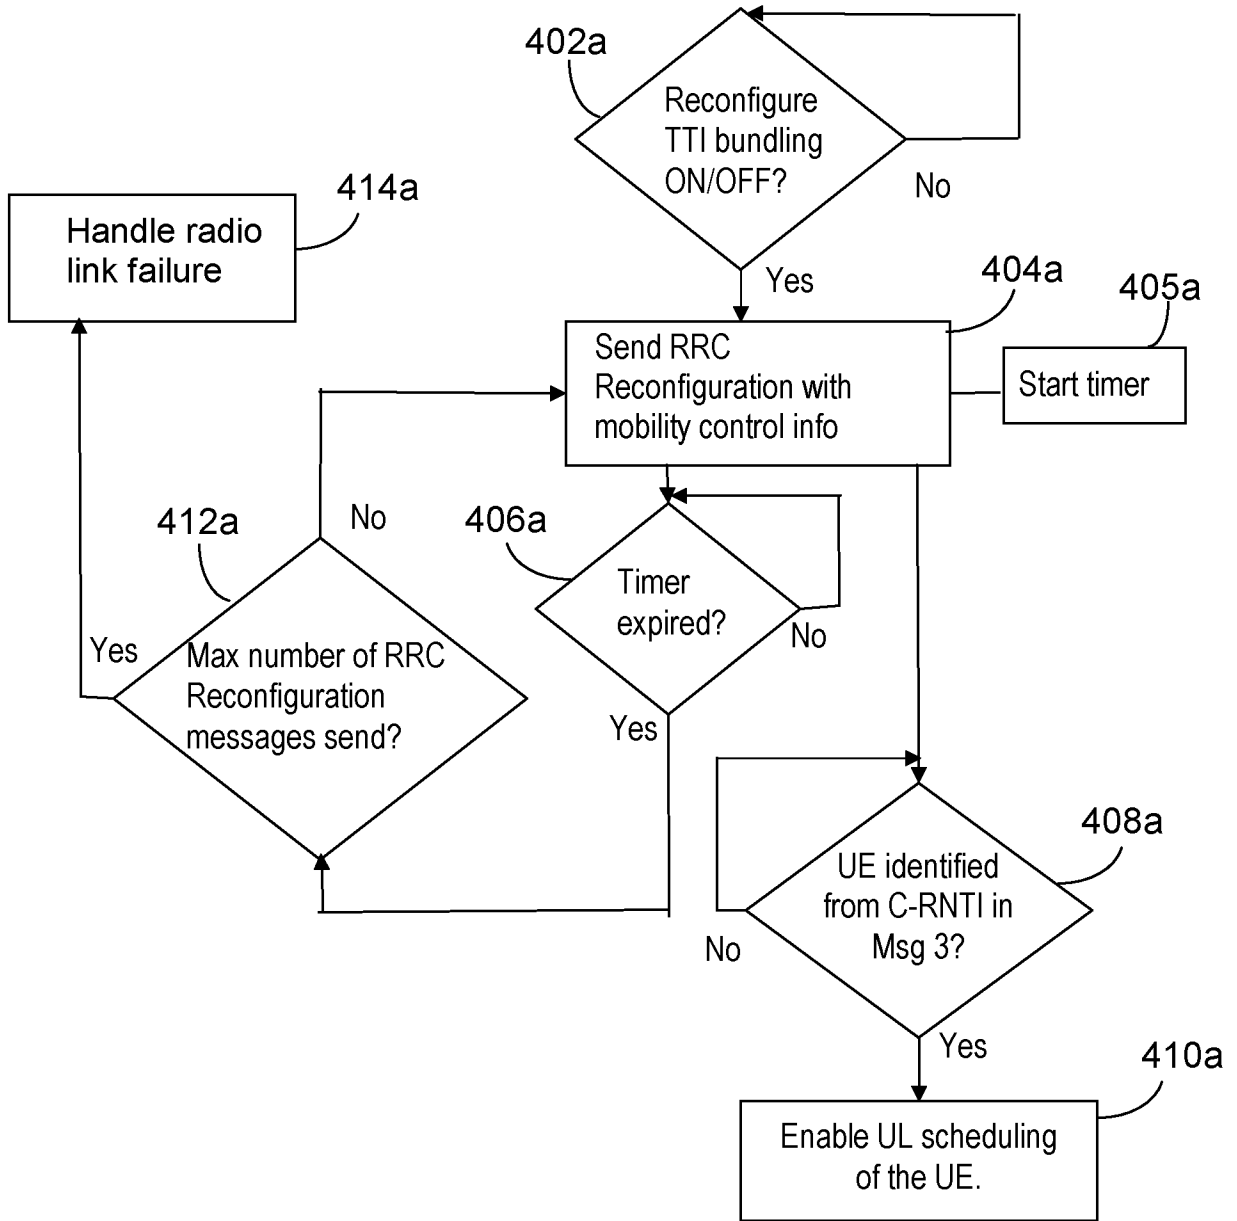 402a
Reconfigure
TTI bundling
ON/OFF?
No
Yes
414a
Handle radio
link failure
404a
405a
Send RRC
Reconfiguration with
mobility control info
Start timer
412a
No
406a
Timer
expired?
No
Yes
Yes
Max number of RRC
Reconfiguration
messages send?
408a
UE identified
from C-RNTI in
Msg 3?
No
Yes
410a
Enable UL scheduling
of the UE.